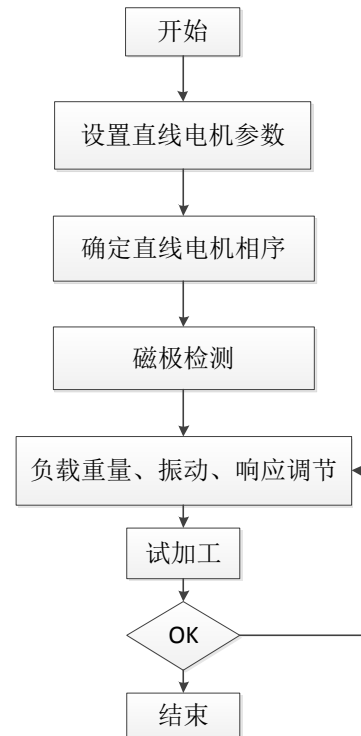 开始
设置直线电机参数
确定直线电机相序
磁极检测
负载重量、振动、响应调节
试加工
OK
结束